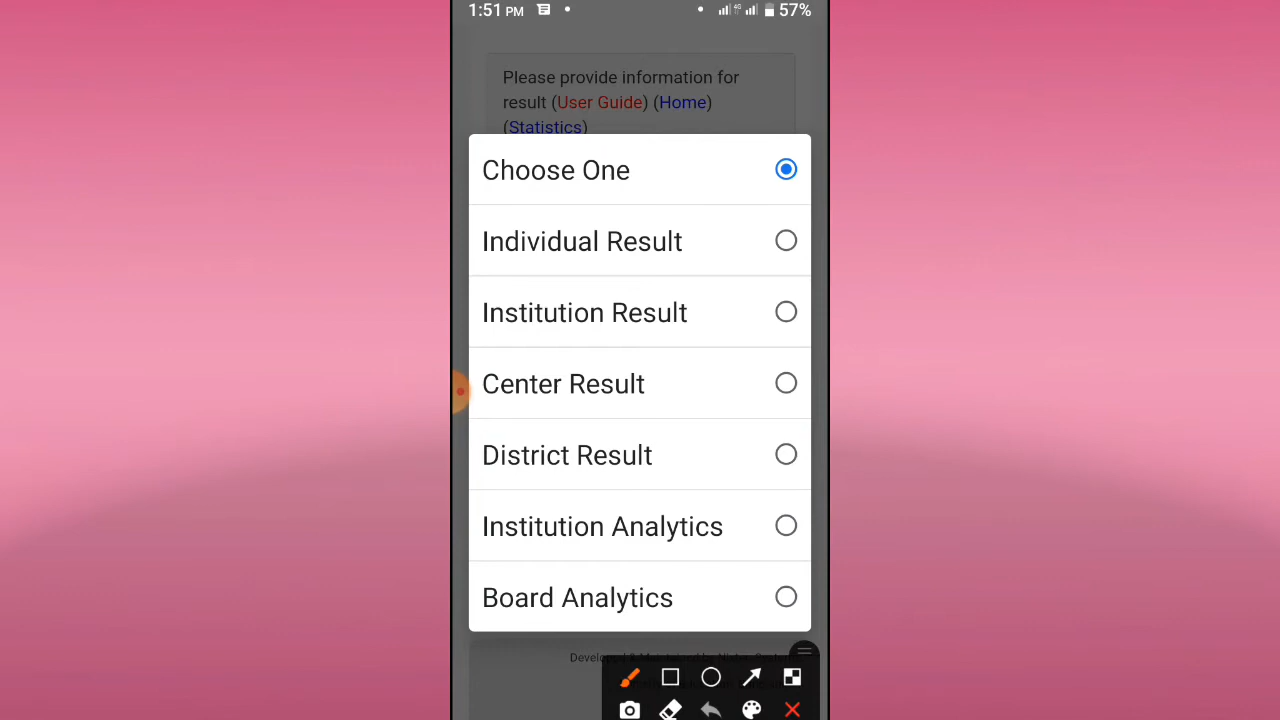 1:51 PM 4G 57%
Please provide information for
result (User Guide) (Home)
(Statistics)
Choose One
Individual Result
Institution Result
Center Result
District Result
Institution Analytics
Board Analytics